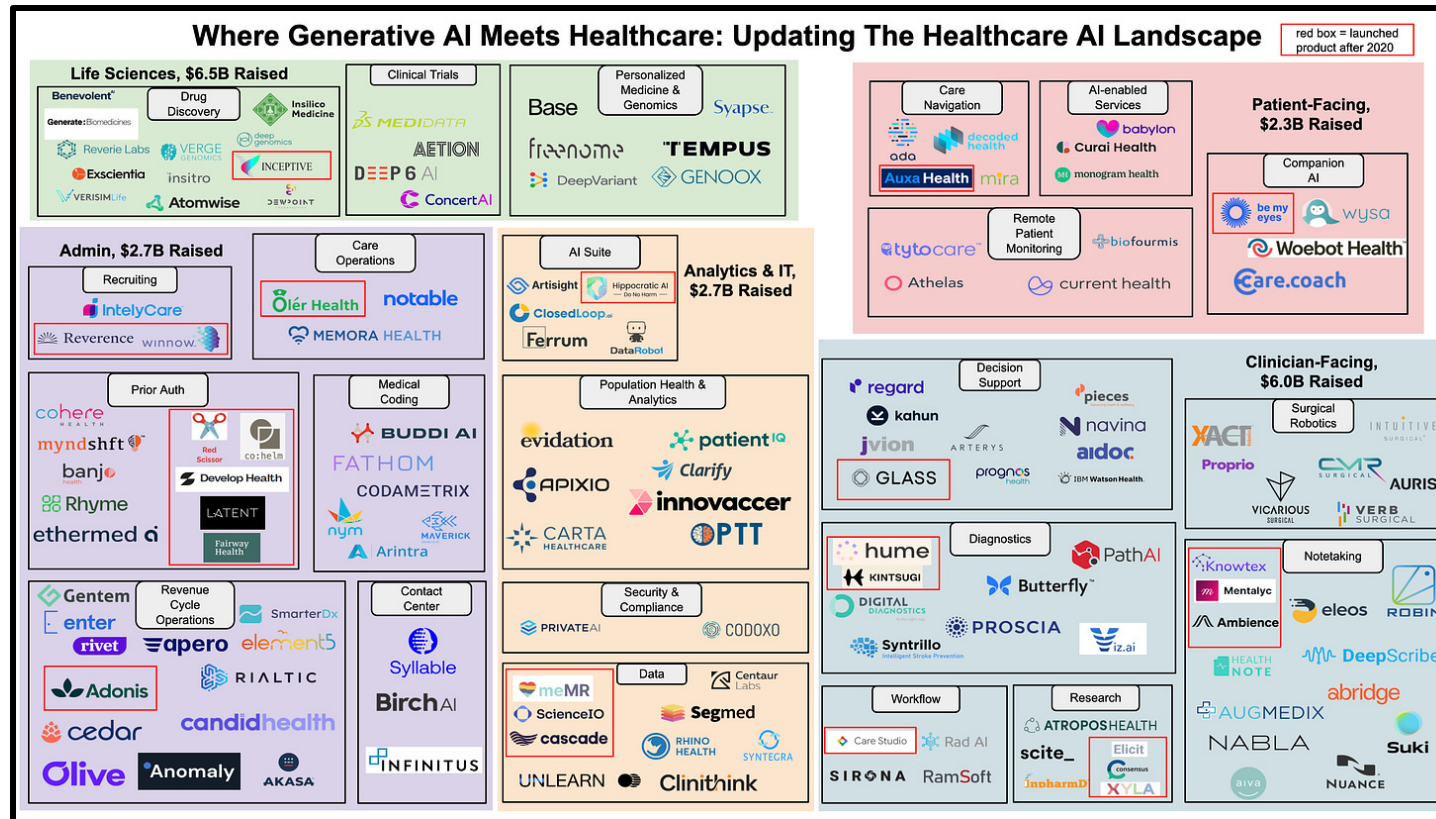 Where Generative AI Meets Healthcare: Updating The Healthcare AI Landscape
red box = launched
product after 2020
Life Sciences, $6.5B Raised
Drug
Discovery
Benevolent
Insilico
Medicine
Generate:Biomedicines
deep
genomics
Reverie Labs
VERGE
GENOMICS
INCEPTIVE
Exscientia
insitro
VERISIMLife
Atomwise
DEWPOINT
Clinical Trials
MEDIDATA
AETION
DEEP 6 AI
ConcertAI
Personalized
Medicine &
Genomics
Base
Syapse
freenome
TEMPUS
DeepVariant
GENOOX
Patient-Facing,
$2.3B Raised
Care
Navigation
ada
decoded
health
Auxa Health
mira
AI-enabled
Services
babylon
Curai Health
monogram health
Companion
AI
be my
eyes
wysa
Woebot Health
Care.coach
Remote
Patient
Monitoring
tytocare
biofourmis
Athelas
current health
Admin, $2.7B Raised
Recruiting
IntelyCare
Reverence
winnow
Care
Operations
Ölér Health
notable
MEMORA HEALTH
Prior Auth
cohere
HEALTH
myndshft
banjo
health
Rhyme
ethermed
Red
Scissor
co:helm
Develop Health
LATENT
Fairway
Health
Medical
Coding
BUDDI AI
FATHOM
CODAMETRIX
nym
MAVERICK
Arintra
Revenue
Cycle
Operations
Gentem
SmarterDx
enter
rivet
apero
element5
Adonis
RIALTIC
cedar
candidhealth
Olive
Anomaly
AKASA
Contact
Center
Syllable
Birch AI
INFINITUS
Analytics & IT,
$2.7B Raised
AI Suite
Artisight
Hippocratic AI
Do No Harm
ClosedLoop.ai
Ferrum
DataRobot
Population Health &
Analytics
evidation
patientIQ
Clarify
APIXIO
innovaccer
CARTA
HEALTHCARE
OPTT
Security &
Compliance
PRIVATE AI
CODOXO
Data
meMR
Centaur
Labs
ScienceIO
Segmed
cascade
RHINO
HEALTH
SYNTEGRA
UNLEARN
Clinithink
Clinician-Facing,
$6.0B Raised
Decision
Support
regard
pieces
kahun
navina
jvion
ARTERYS
aidoc
GLASS
prognos
health
IBM Watson Health
Surgical
Robotics
XACT
INTUITIVE
SURGICAL
Proprio
CMR
SURGICAL
AURIS
VICARIOUS
SURGICAL
VERB
SURGICAL
Diagnostics
hume
PathAI
KINTSUGI
Butterfly
DIGITAL
DIAGNOSTICS
PROSCIA
Syntrillo
Intelligent Stroke Prevention
viz.ai
Notetaking
Knowtex
Mentalyc
eleos
ROBIN
Ambience
HEALTH
NOTE
DeepScribe
abridge
AUGMEDIX
NABLA
Suki
aiva
NUANCE
Workflow
Care Studio
Rad AI
SIRONA
RamSoft
Research
ATROPOS HEALTH
scite_
Elicit
Consensus
InpharmD
XYLA